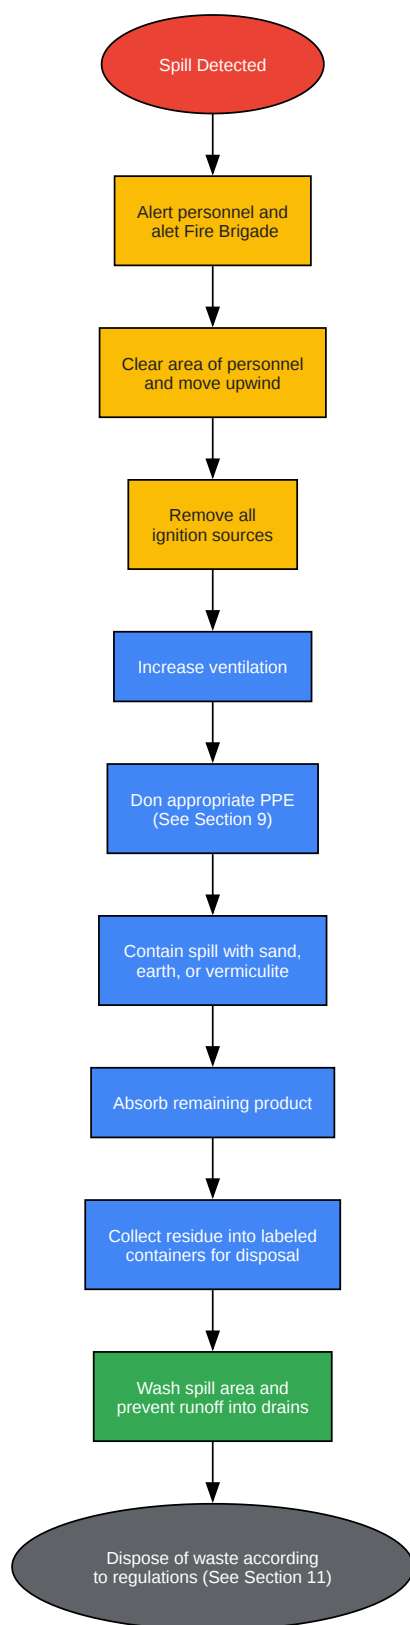 Spill Detected
Alert personnel and
alet Fire Brigade
Clear area of personnel
and move upwind
Remove all
ignition sources
Increase ventilation
Don appropriate PPE
(See Section 9)
Contain spill with sand,
earth, or vermiculite
Absorb remaining product
Collect residue into labeled
containers for disposal
Wash spill area and
prevent runoff into drains
Dispose of waste according
to regulations (See Section 11)